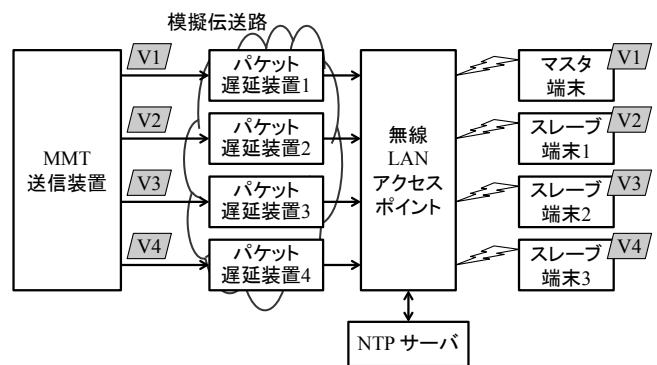 模擬伝送路
MMT
送信装置
V1
V2
V3
V4
パケット
遅延装置1
パケット
遅延装置2
パケット
遅延装置3
パケット
遅延装置4
無線
LAN
アクセス
ポイント
マスタ
端末
V1
スレーブ
端末1
V2
スレーブ
端末2
V3
スレーブ
端末3
V4
NTP サーバ